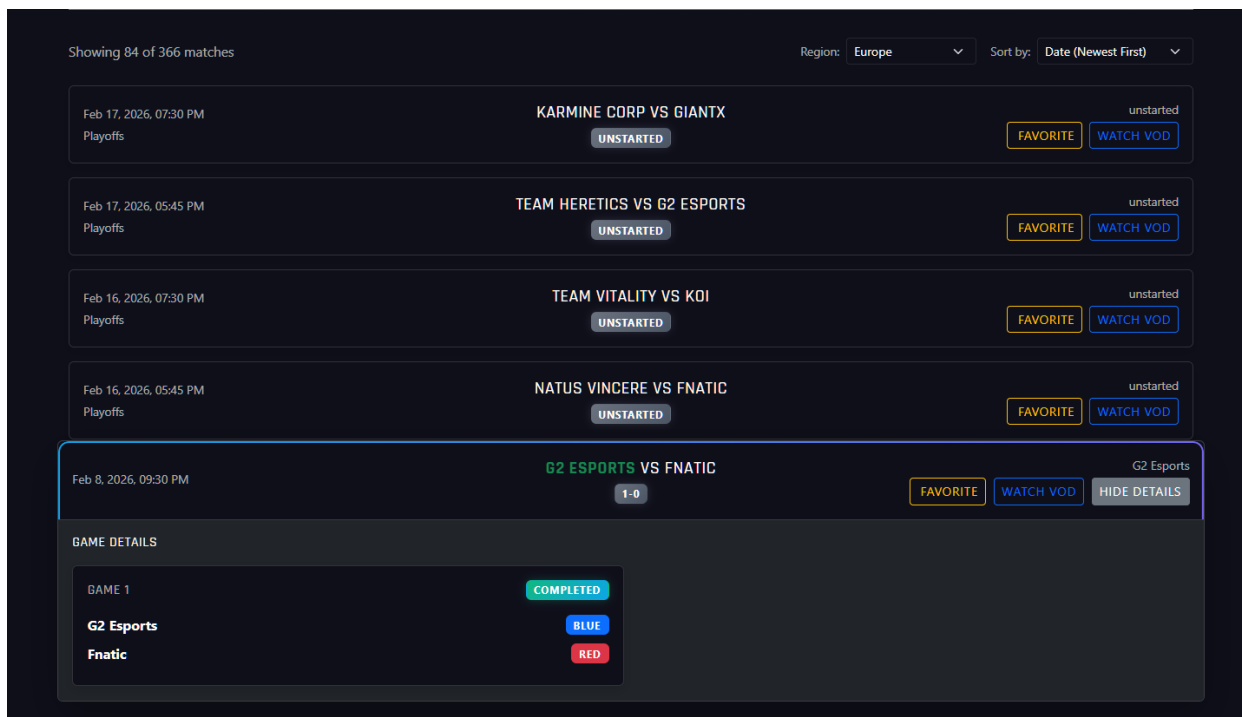 Showing 84 of 366 matches
Region: Europe Sort by: Date (Newest First)
Feb 17, 2026, 07:30 PM
Playoffs
KARMINE CORP VS GIANTX
UNSTARTED
unstarted
FAVORITE WATCH VOD
Feb 17, 2026, 05:45 PM
Playoffs
TEAM HERETICS VS G2 ESPORTS
UNSTARTED
unstarted
FAVORITE WATCH VOD
Feb 16, 2026, 07:30 PM
Playoffs
TEAM VITALITY VS KOI
UNSTARTED
unstarted
FAVORITE WATCH VOD
Feb 16, 2026, 05:45 PM
Playoffs
NATUS VINCERE VS FNATIC
UNSTARTED
unstarted
FAVORITE WATCH VOD
Feb 8, 2026, 09:30 PM
G2 ESPORTS VS FNATIC
1-0
G2 Esports
FAVORITE WATCH VOD HIDE DETAILS
GAME DETAILS
GAME 1 COMPLETED
G2 Esports BLUE
Fnatic RED